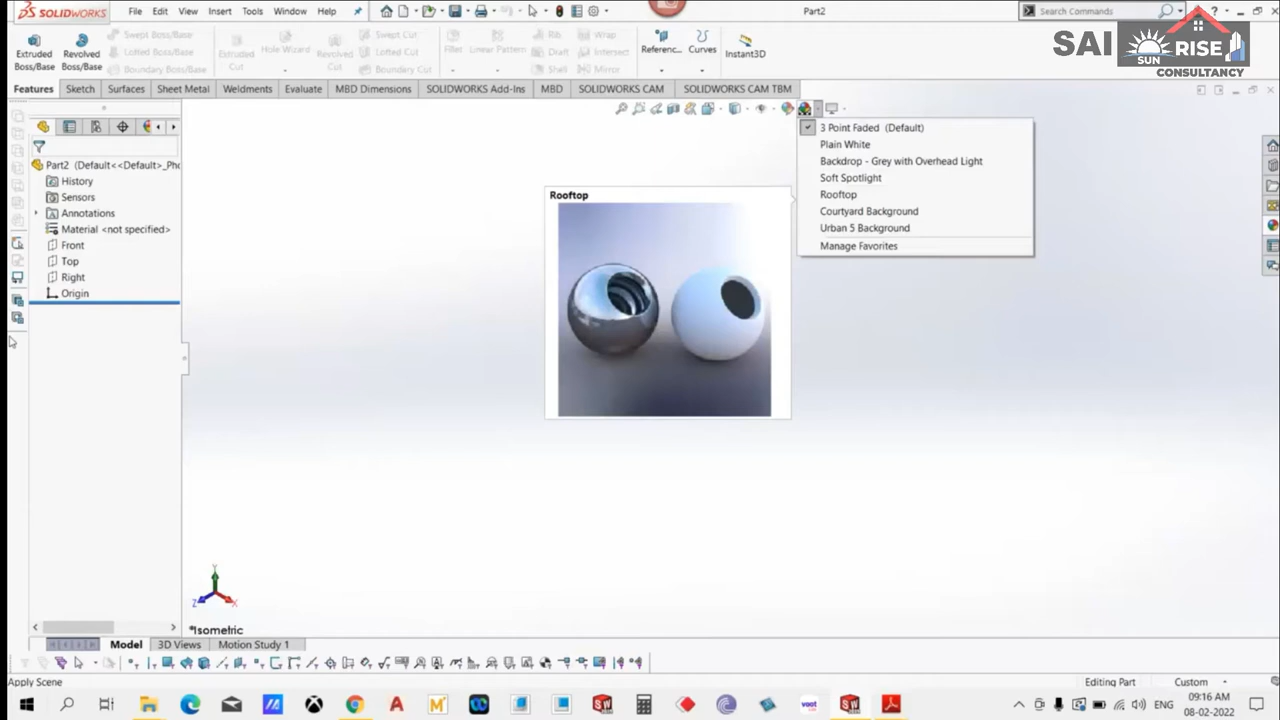 SOLIDWORKS
File Edit View Insert Tools Window Help
Part2
Search Commands
SAI SUN RISE CONSULTANCY
Extruded Boss/Base
Revolved Boss/Base
Swept Boss/Base
Lofted Boss/Base
Boundary Boss/Base
Extruded Cut
Hole Wizard
Revolved Cut
Swept Cut
Lofted Cut
Boundary Cut
Fillet
Linear Pattern
Rib
Draft
Shell
Wrap
Intersect
Mirror
Referenc...
Curves
Instant3D
Features Sketch Surfaces Sheet Metal Weldments Evaluate MBD Dimensions SOLIDWORKS Add-Ins MBD SOLIDWORKS CAM SOLIDWORKS CAM TBM
3 Point Faded (Default)
Plain White
Backdrop - Grey with Overhead Light
Soft Spotlight
Rooftop
Courtyard Background
Urban 5 Background
Manage Favorites
Rooftop
Part2 (Default<<Default>_Pho
History
Sensors
Annotations
Material <not specified>
Front
Top
Right
Origin
Y
Z X
*Isometric
Model 3D Views Motion Study 1
Apply Scene
Editing Part Custom
voot
ENG
09:16 AM
08-02-2022